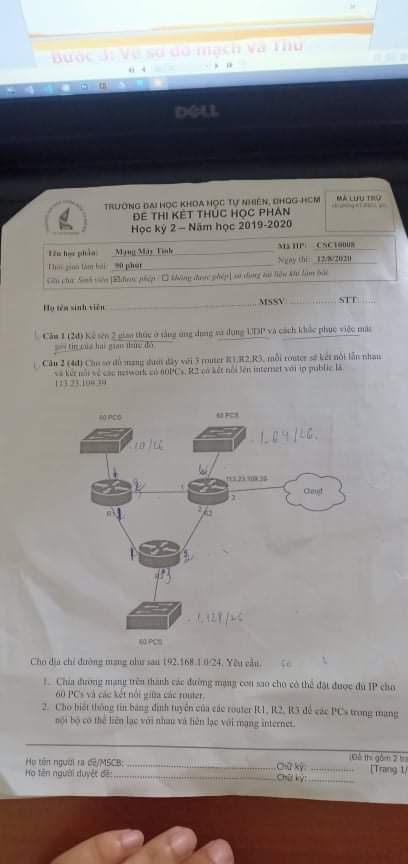 Bước 3: Vẽ sơ đồ mạch và Thử
DELL
TRƯỜNG ĐẠI HỌC KHOA HỌC TỰ NHIÊN, ĐHQG-HCM
ĐỀ THI KẾT THÚC HỌC PHẦN
Học kỳ 2 – Năm học 2019-2020
MÃ LƯU TRỮ
Tên học phần: Mạng Máy Tính Mã HP: CSC10008
Thời gian làm bài: 90 phút Ngày thi: 12/8/2020
Ghi chú: Sinh viên [☑ được phép / ☐ không được phép] sử dụng tài liệu khi làm bài.
Họ tên sinh viên: MSSV: STT:
Câu 1 (2đ) Kể tên 2 giao thức ở tầng ứng dụng sử dụng UDP và cách khắc phục việc mất
gói tin của hai giao thức đó.
Câu 2 (4đ) Cho sơ đồ mạng dưới đây với 3 router R1,R2,R3, mỗi router sẽ kết nối lẫn nhau
và kết nối về các network có 60PCs. R2 có kết nối lên internet với ip public là
113.23.109.39
60 PCS 60 PCS
.1.64/26.
113.23.109.39
Cloud
1
3
2
R2
.1.128/26
60 PCS
Cho địa chỉ đường mạng như sau 192.168.1.0/24. Yêu cầu.
1. Chia đường mạng trên thành các đường mạng con sao cho có thể đặt được đủ IP cho
60 PCs và các kết nối giữa các router.
2. Cho biết thông tin bảng định tuyến của các router R1, R2, R3 để các PCs trong mạng
nội bộ có thể liên lạc với nhau và liên lạc với mạng internet.
(Đề thi gồm 2 tra
Họ tên người ra đề/MSCB: Chữ ký: [Trang 1/
Họ tên người duyệt đề: Chữ ký: